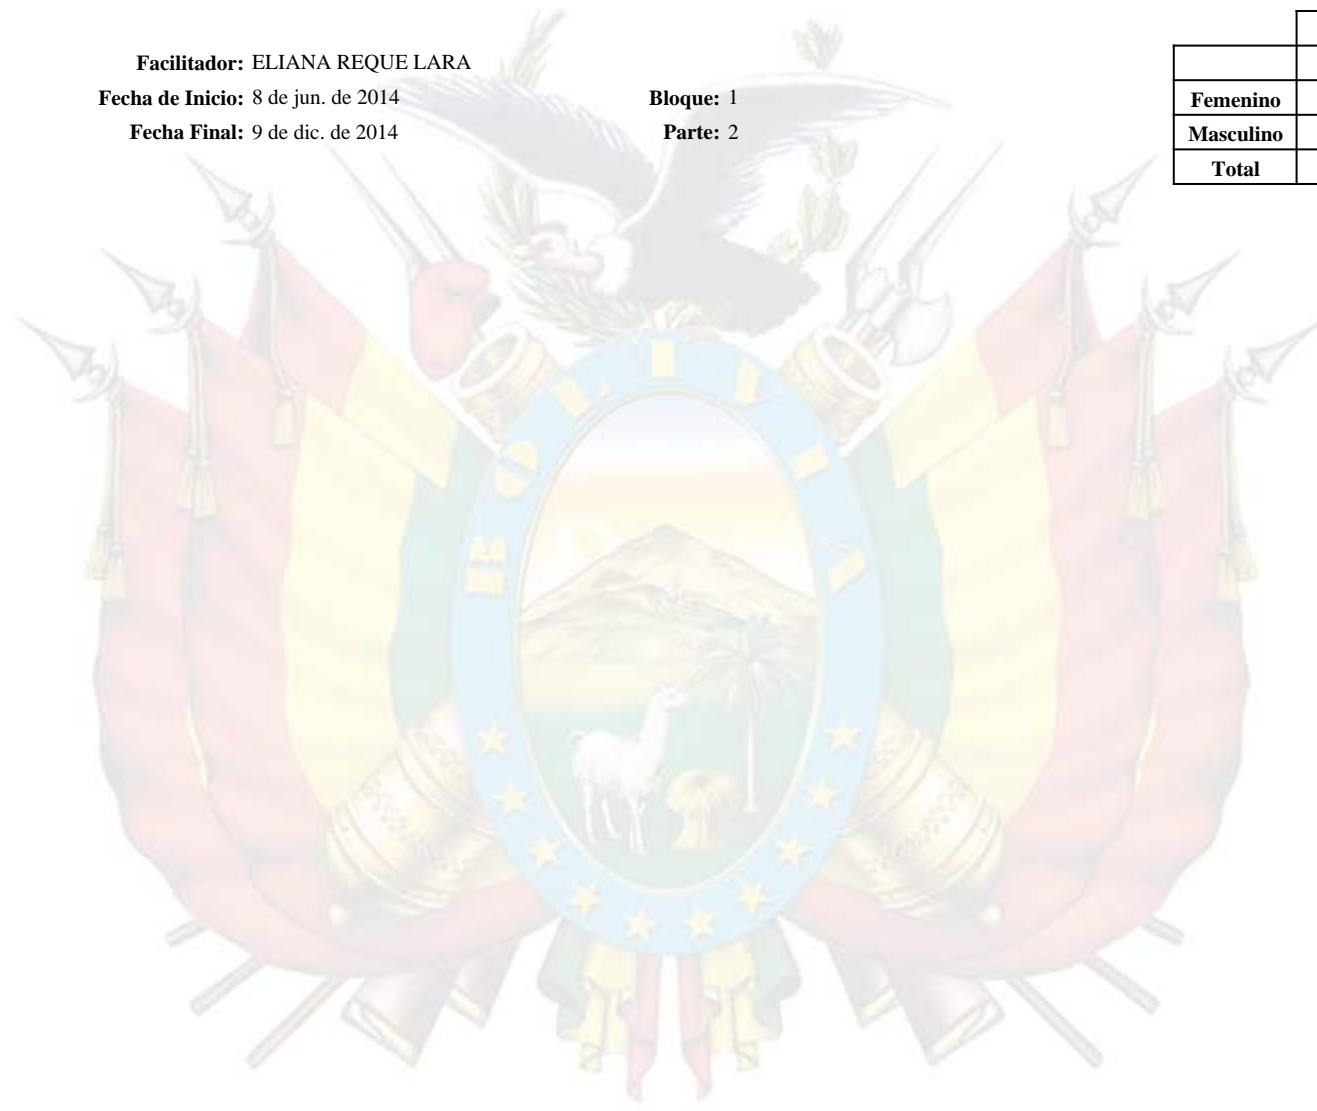 Facilitador: ELIANA REQUE LARA
Fecha de Inicio: 8 de jun. de 2014
Bloque: 1
Fecha Final: 9 de dic. de 2014
Parte: 2
Femenino
Masculino
Total
BOLIVIA